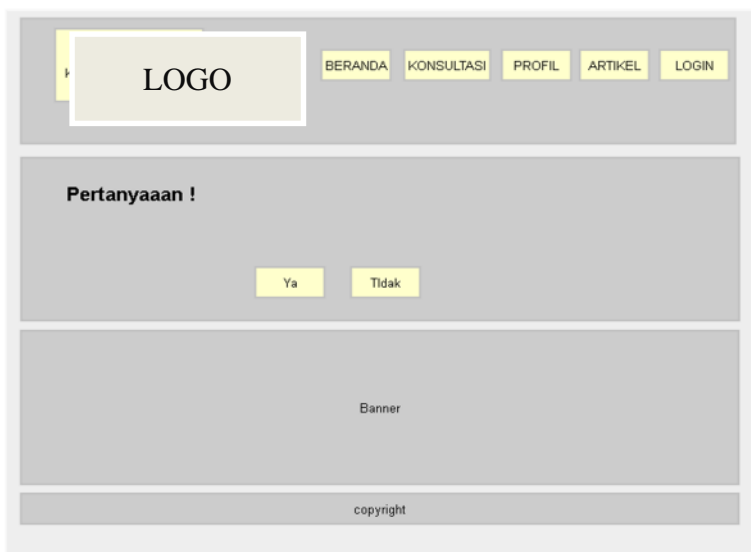 LOGO
BERANDA KONSULTASI PROFIL ARTIKEL LOGIN
Pertanyaaan !
Ya TIdak
Banner
copyright